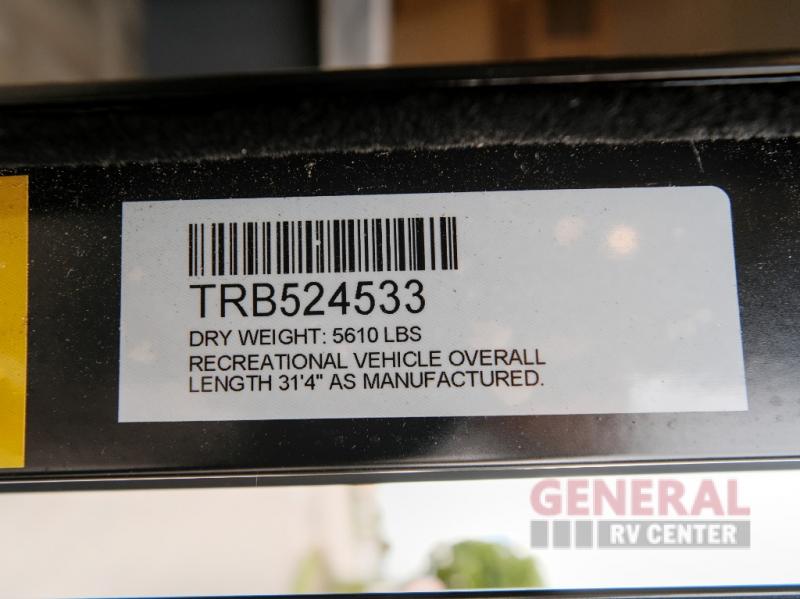 TRB524533
DRY WEIGHT: 5610 LBS
RECREATIONAL VEHICLE OVERALL
LENGTH 31'4" AS MANUFACTURED.
GENERAL
RV CENTER